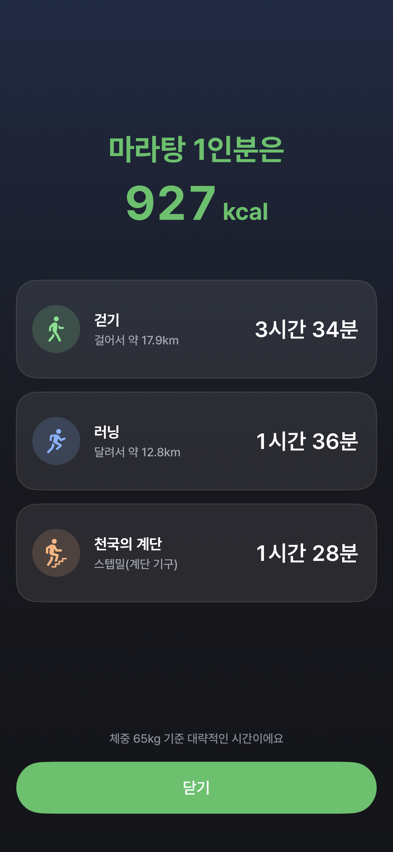 마라탕 1인분은
927 kcal
걷기
걸어서 약 17.9km
3시간 34분
러닝
달려서 약 12.8km
1시간 36분
천국의 계단
스텝밀(계단 기구)
1시간 28분
체중 65kg 기준 대략적인 시간이에요
닫기